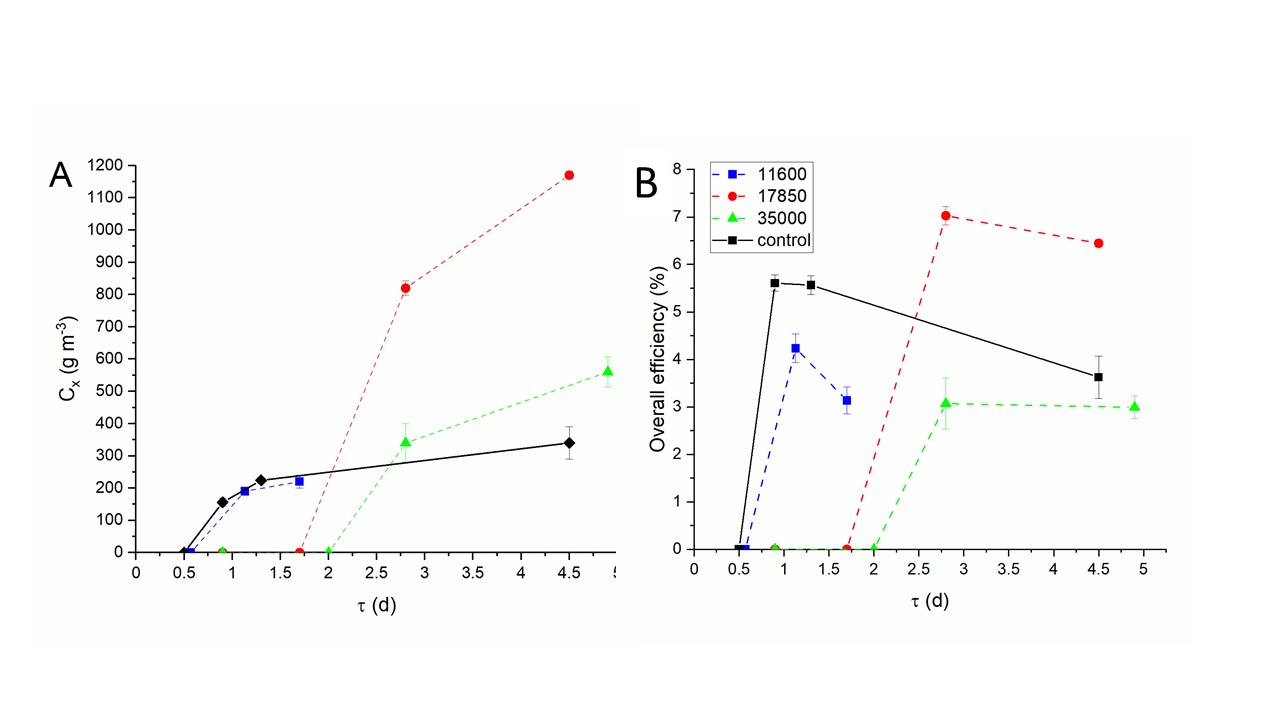 A
1200
1100
1000
900
800
700
600
500
400
300
200
100
0
Cx (g m-3)
0 0.5 1 1.5 2 2.5 3 3.5 4 4.5
τ (d)
B
8
7
6
5
4
3
2
1
0
Overall efficiency (%)
11600
17850
35000
control
0 0.5 1 1.5 2 2.5 3 3.5 4 4.5 5
τ (d)